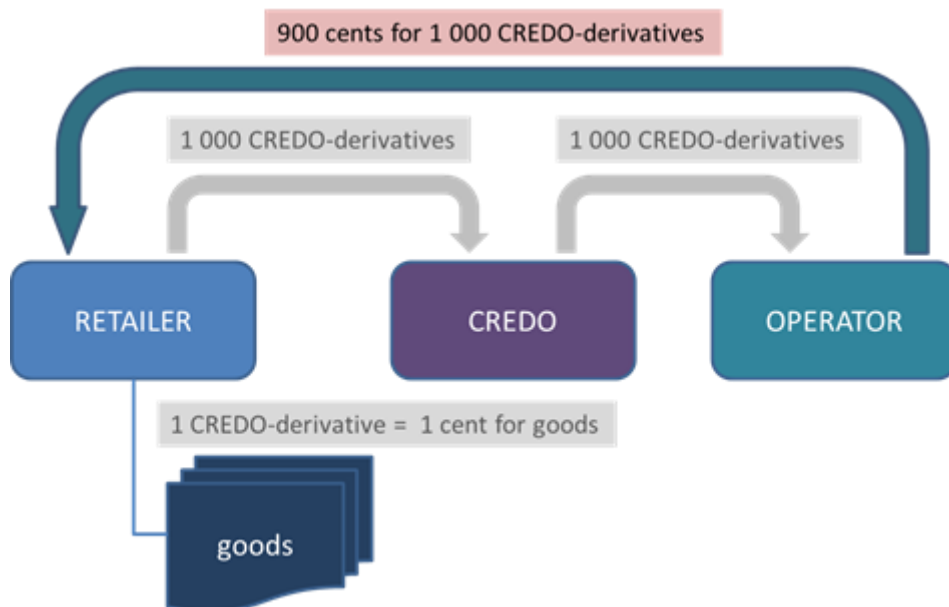 900 cents for 1 000 CREDO-derivatives
1 000 CREDO-derivatives
1 000 CREDO-derivatives
RETAILER
CREDO
OPERATOR
1 CREDO-derivative = 1 cent for goods
goods